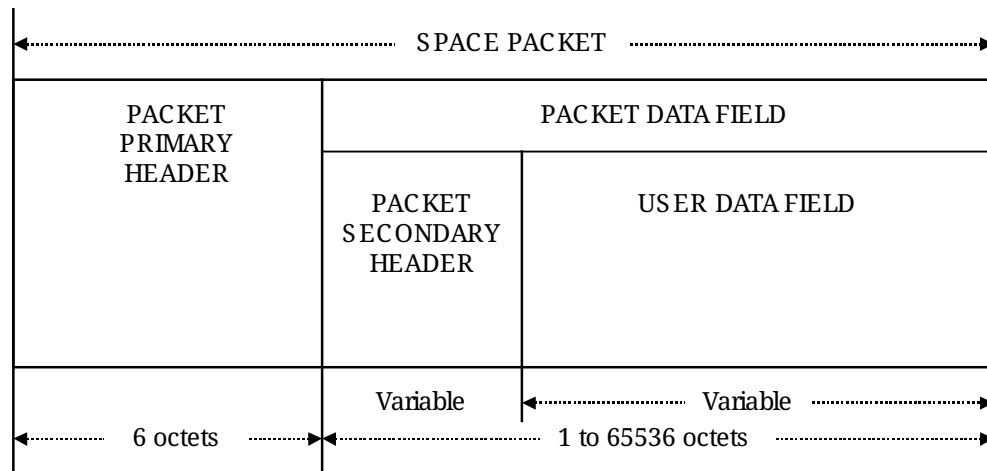 SPACE PACKET
PACKET
PRIMARY
HEADER
PACKET DATA FIELD
PACKET
SECONDARY
HEADER
USER DATA FIELD
Variable
Variable
6 octets
1 to 65536 octets